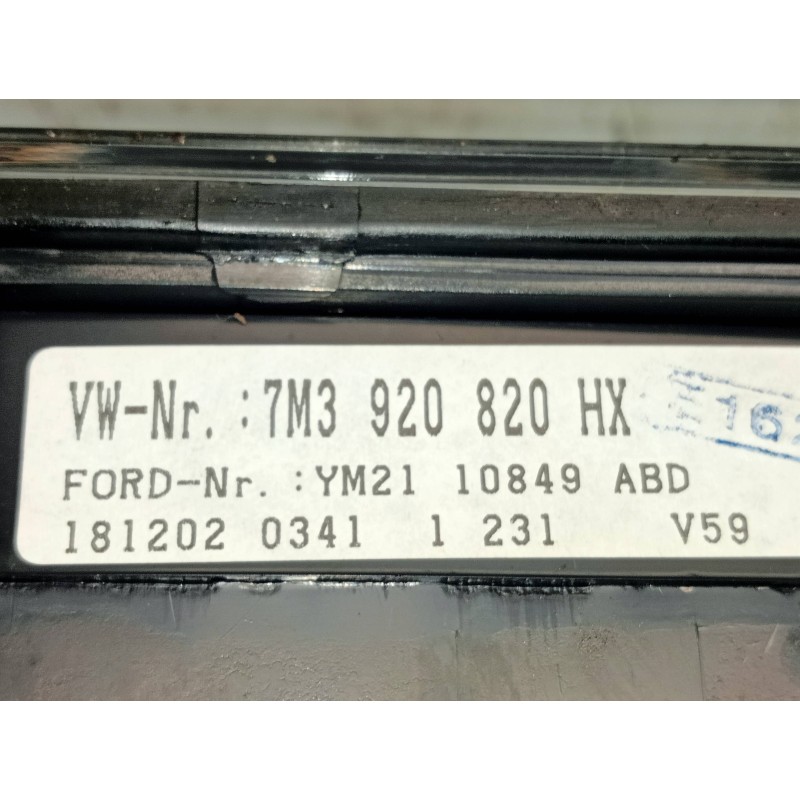 VW-Nr.:7M3 920 820 HX
FORD-Nr.:YM21 10849 ABD
181202 0341 1 231 V59